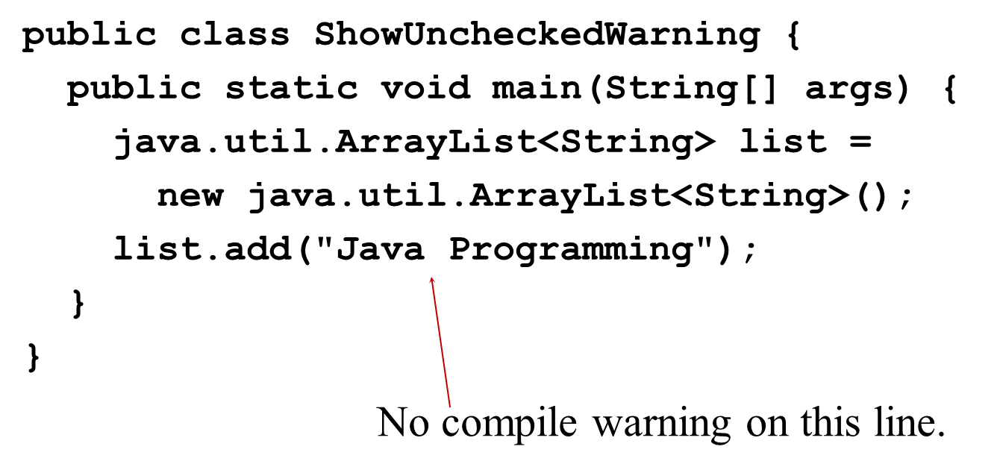 public class ShowUncheckedWarning {
  public static void main(String[] args) {
    java.util.ArrayList<String> list =
      new java.util.ArrayList<String>();
    list.add("Java Programming");
  }
}
No compile warning on this line.